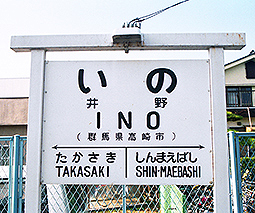 いの
井野
INO
(群馬県高崎市)
たかさき しんまえばし
TAKASAKI SHIN-MAEBASHI